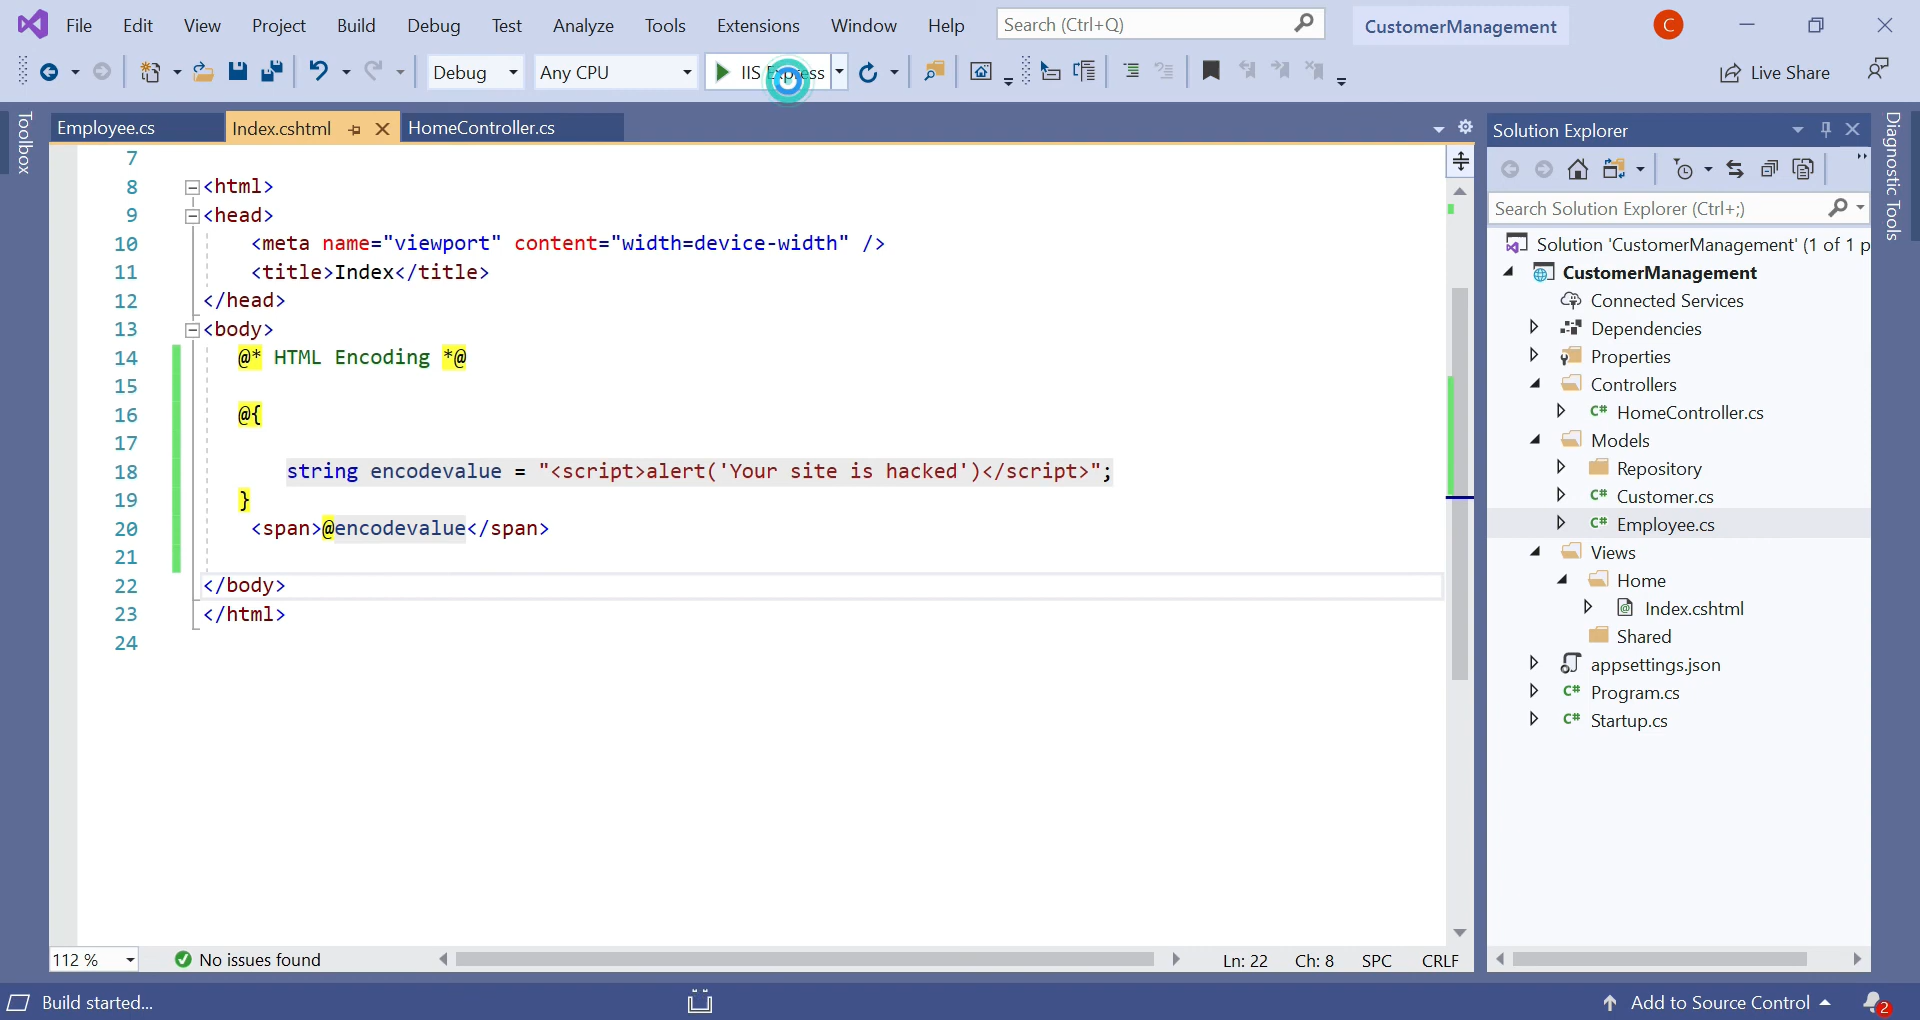 File Edit View Project Build Debug Test Analyze Tools Extensions Window Help Search (Ctrl+Q) CustomerManagement C
Debug Any CPU IIS Express Live Share
Toolbox
Employee.cs Index.cshtml HomeController.cs
7
8 <html>
9 <head>
10 <meta name="viewport" content="width=device-width" />
11 <title>Index</title>
12 </head>
13 <body>
14 @* HTML Encoding *@
15
16 @{
17
18 string encodevalue = "<script>alert('Your site is hacked')</script>";
19 }
20 <span>@encodevalue</span>
21
22 </body>
23 </html>
24
112 % No issues found Ln: 22 Ch: 8 SPC CRLF
Solution Explorer
Search Solution Explorer (Ctrl+;)
Solution 'CustomerManagement' (1 of 1 p
CustomerManagement
Connected Services
Dependencies
Properties
Controllers
C# HomeController.cs
Models
Repository
C# Customer.cs
C# Employee.cs
Views
Home
Index.cshtml
Shared
appsettings.json
C# Program.cs
C# Startup.cs
Diagnostic Tools
Build started... Add to Source Control 2